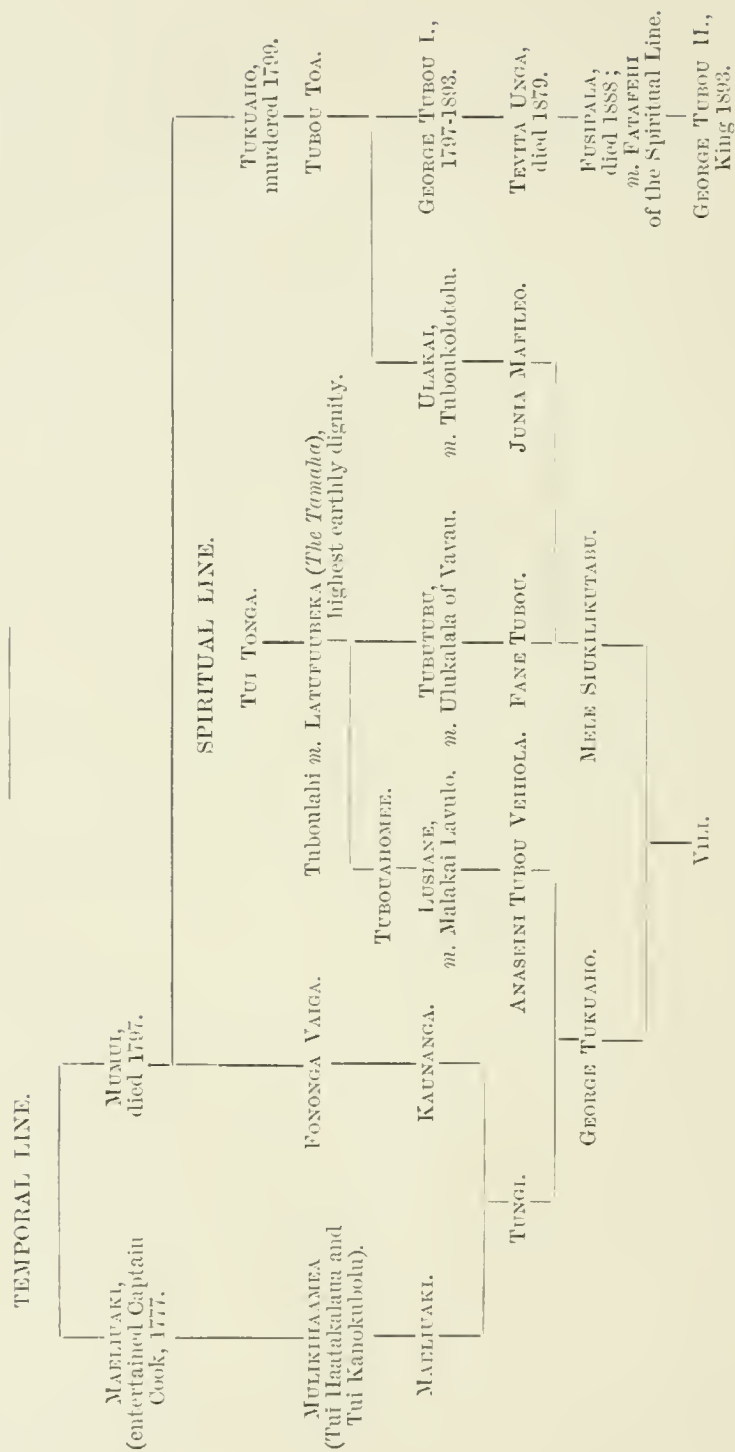 TEMPORAL LINE.
MAELIUAKI,
(entertained Captain
Cook, 1777.
MUMUI,
died 1797.
SPIRITUAL LINE.
TUI TONGA.
TUKUAHO,
murdered 1799.
TUBOU TOA.
MULIKIHAAMEA
(Tui Haatakalaua and
Tui Kanokubolu).
FONONGA VAIGA.
Tuboulahi m. LATUFUUBEKA (The Tamaha),
highest earthly dignity.
TUBOUAHOMEE.
MAELIUAKI.
KAUNANGA.
LUSIANE,
m. Malakai Lavulo.
TUBUTUBU,
m. Ulukalala of Vavau.
ULAKAI,
m. Tuboukolotolu.
GEORGE TUBOU I.,
1797-1893.
TUNGI.
ANASEINI TUBOU VEHIOLA.
FANE TUBOU.
JUNIA MAFILEO.
TEVITA UNGA,
died 1879.
GEORGE TUKUAHO.
MELE SIUKILIKUTABU.
FUSIPALA,
died 1888;
m. FATAFEHI
of the Spiritual Line.
VILI.
GEORGE TUBOU II.,
King 1893.